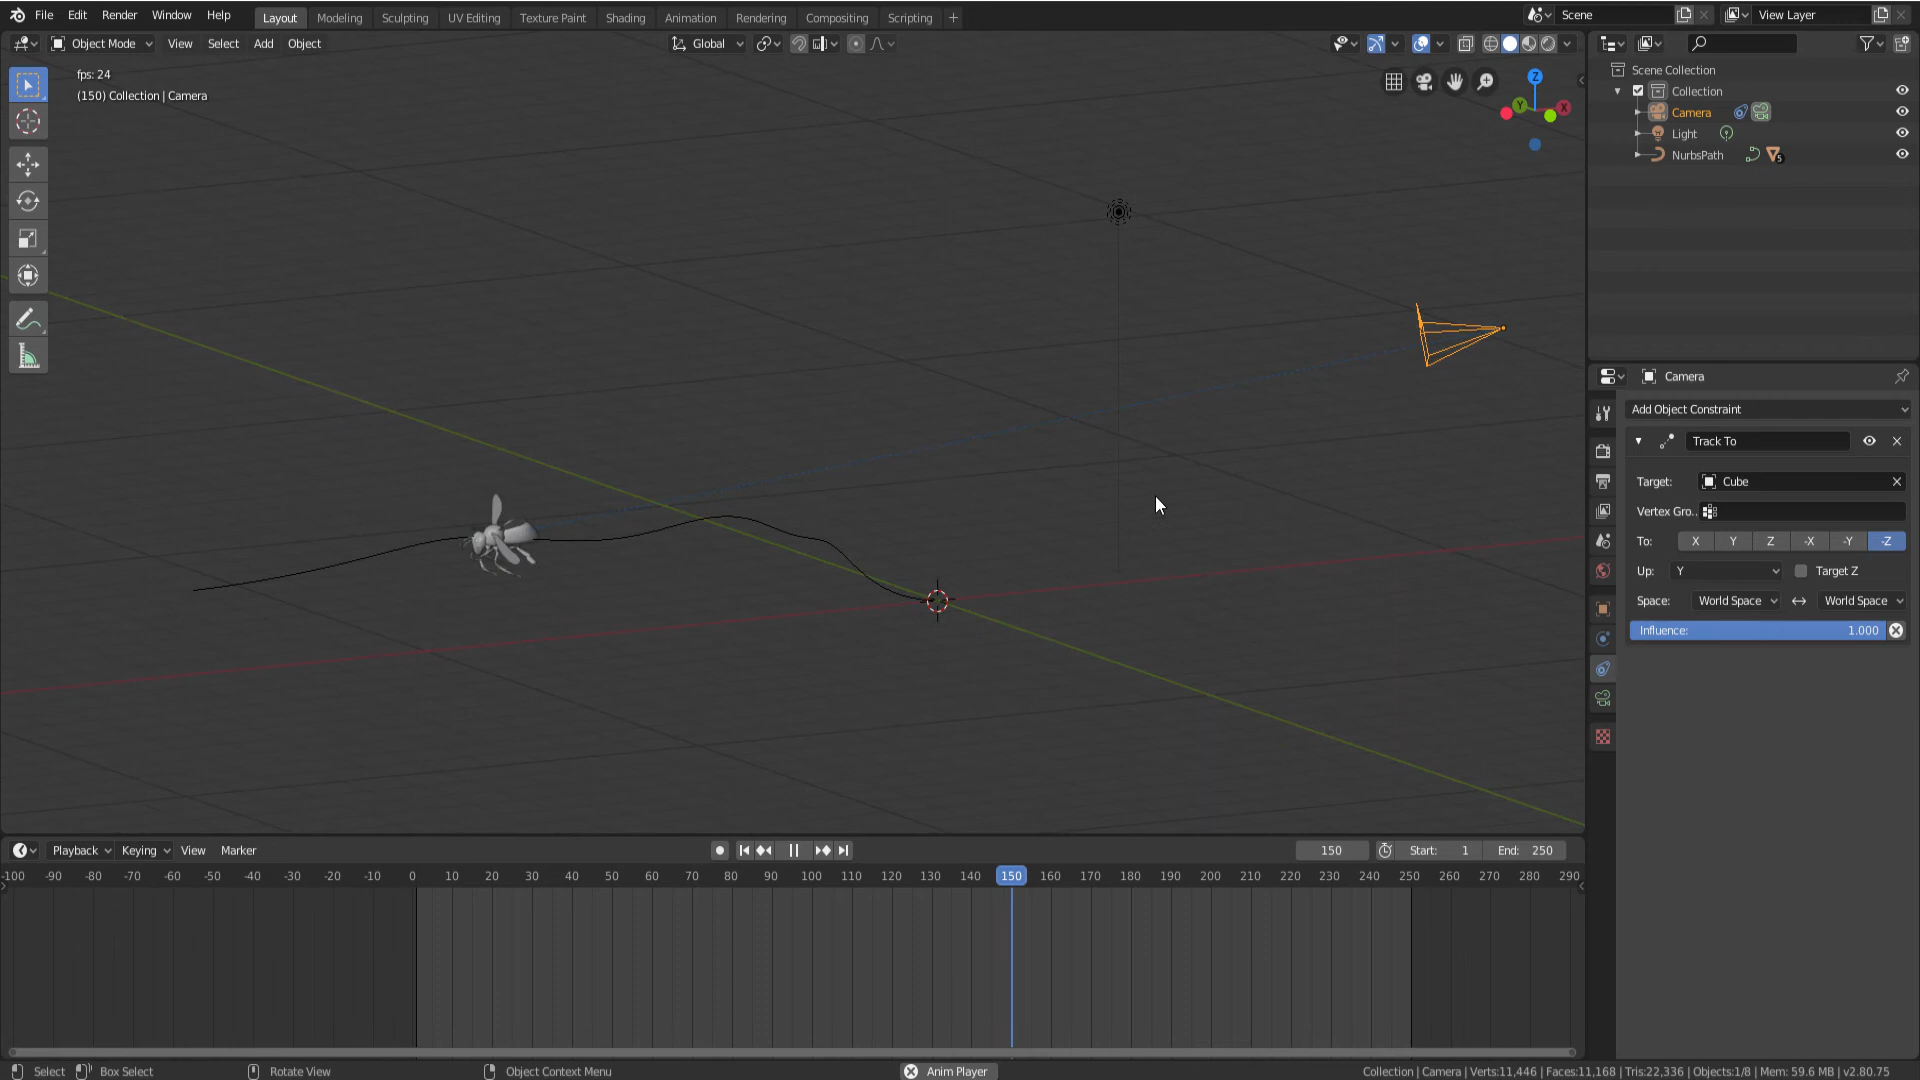 File Edit Render Window Help Layout Modeling Sculpting UV Editing Texture Paint Shading Animation Rendering Compositing Scripting + Scene View Layer
Object Mode View Select Add Object Global
fps: 24
(150) Collection | Camera
Z
Y
X
Scene Collection
Collection
Camera
Light
NurbsPath 5
Camera
Add Object Constraint
Track To
Target: Cube
Vertex Gro..
To: X Y Z -X -Y -Z
Up: Y Target Z
Space: World Space World Space
Influence: 1.000
Playback Keying View Marker 150 Start: 1 End: 250
-100 -90 -80 -70 -60 -50 -40 -30 -20 -10 0 10 20 30 40 50 60 70 80 90 100 110 120 130 140 150 160 170 180 190 200 210 220 230 240 250 260 270 280 290
Select Box Select Rotate View Object Context Menu Anim Player Collection | Camera | Verts:11,446 | Faces:11,168 | Tris:22,336 | Objects:1/8 | Mem: 59.6 MB | v2.80.75